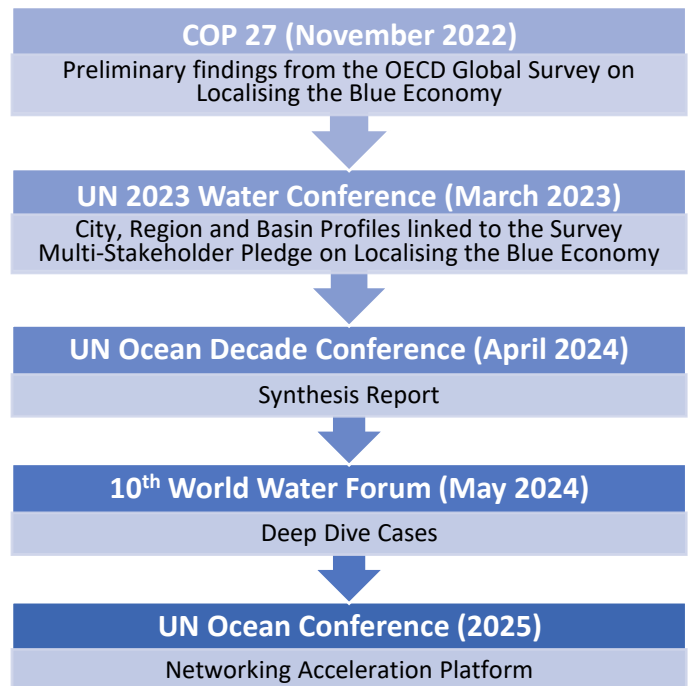 COP 27 (November 2022)
Preliminary findings from the OECD Global Survey on
Localising the Blue Economy
UN 2023 Water Conference (March 2023)
City, Region and Basin Profiles linked to the Survey
Multi-Stakeholder Pledge on Localising the Blue Economy
UN Ocean Decade Conference (April 2024)
Synthesis Report
10th World Water Forum (May 2024)
Deep Dive Cases
UN Ocean Conference (2025)
Networking Acceleration Platform